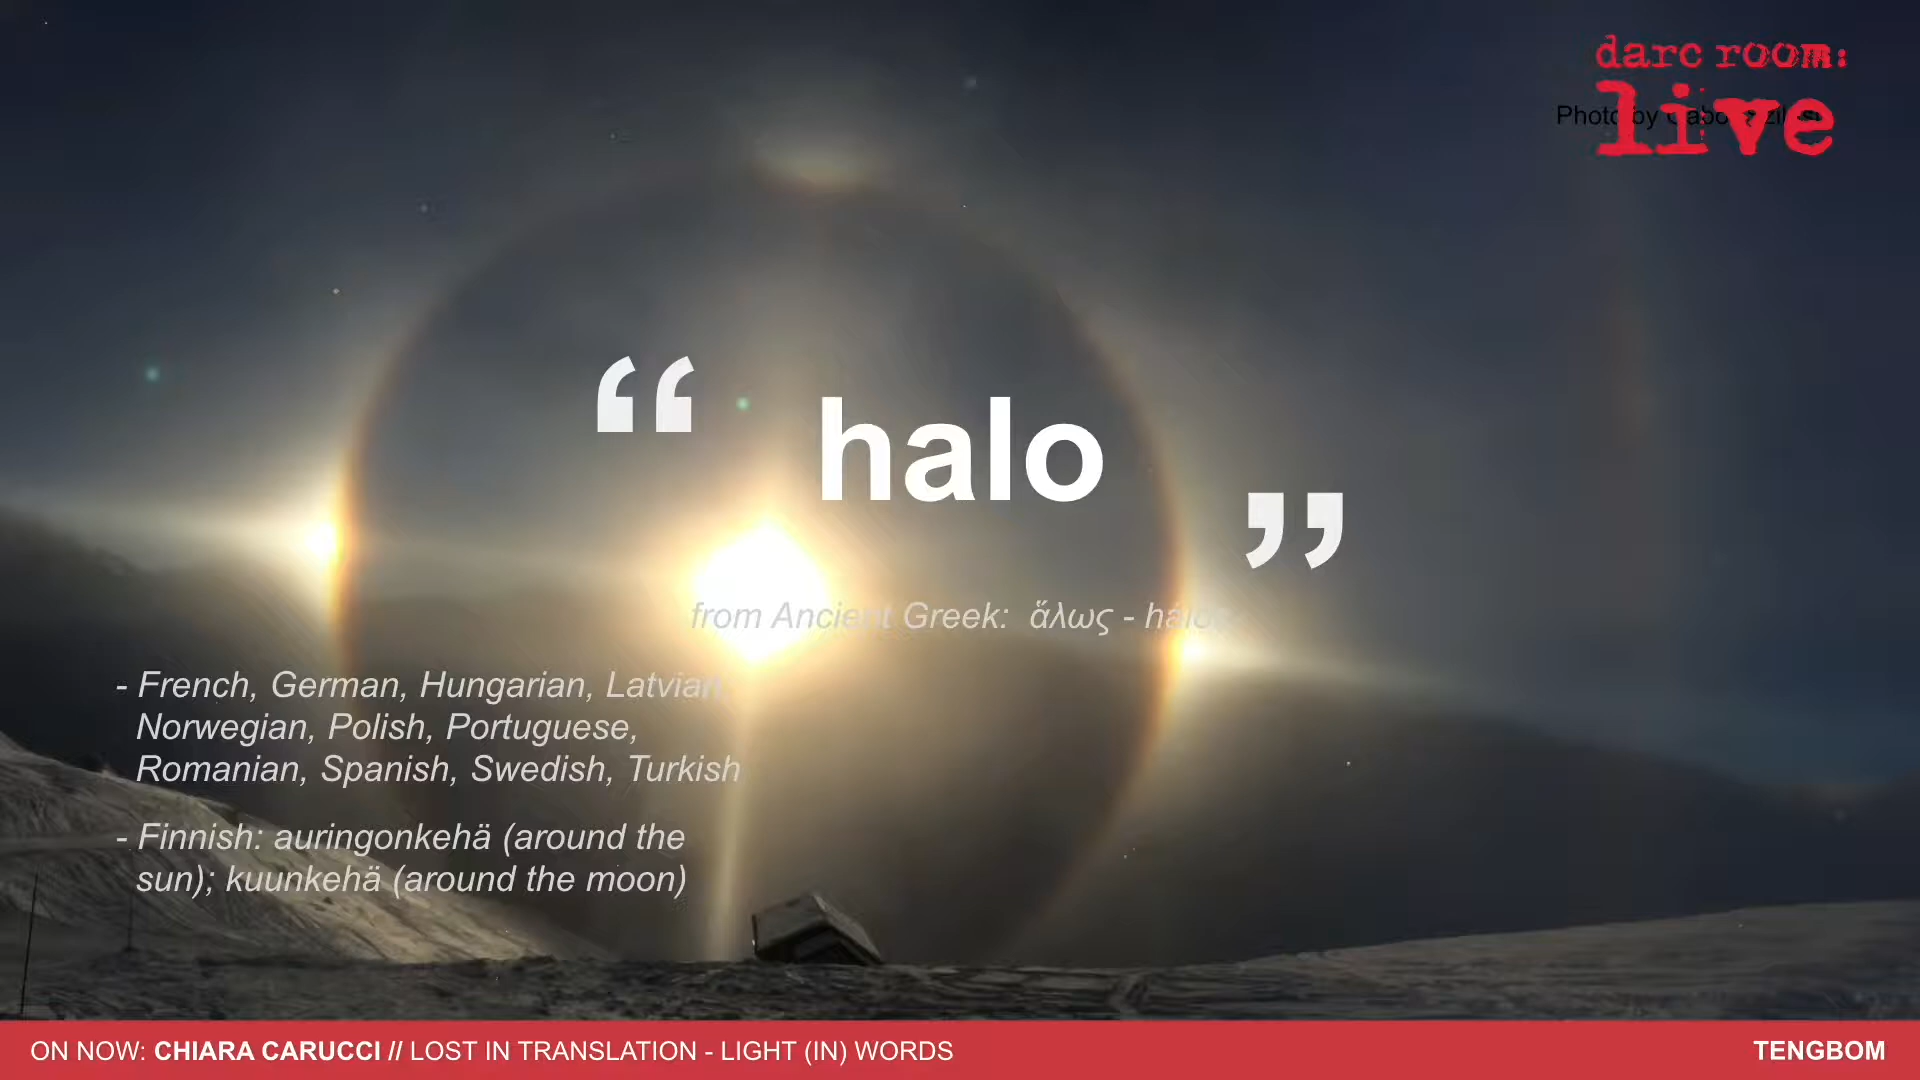 darc room:
live
Photo by
“ halo ”
from Ancient Greek: ἅλως - hálōs
- French, German, Hungarian, Latvian,
Norwegian, Polish, Portuguese,
Romanian, Spanish, Swedish, Turkish
- Finnish: auringonkehä (around the
sun); kuunkehä (around the moon)
ON NOW: CHIARA CARUCCI // LOST IN TRANSLATION - LIGHT (IN) WORDS
TENGBOM